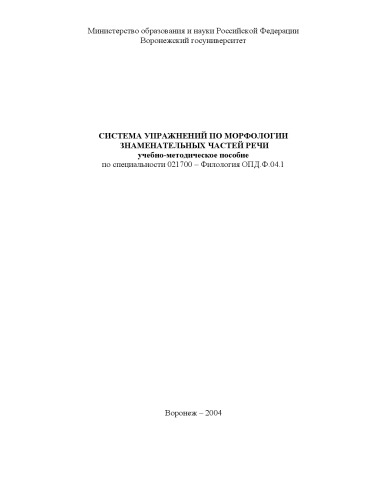 Министерство образования и науки Российской Федерации
Воронежский госуниверситет
СИСТЕМА УПРАЖНЕНИЙ ПО МОРФОЛОГИИ
ЗНАМЕНАТЕЛЬНЫХ ЧАСТЕЙ РЕЧИ
учебно-методическое пособие
по специальности 021700 – Филология ОПД.Ф.04.1
Воронеж – 2004